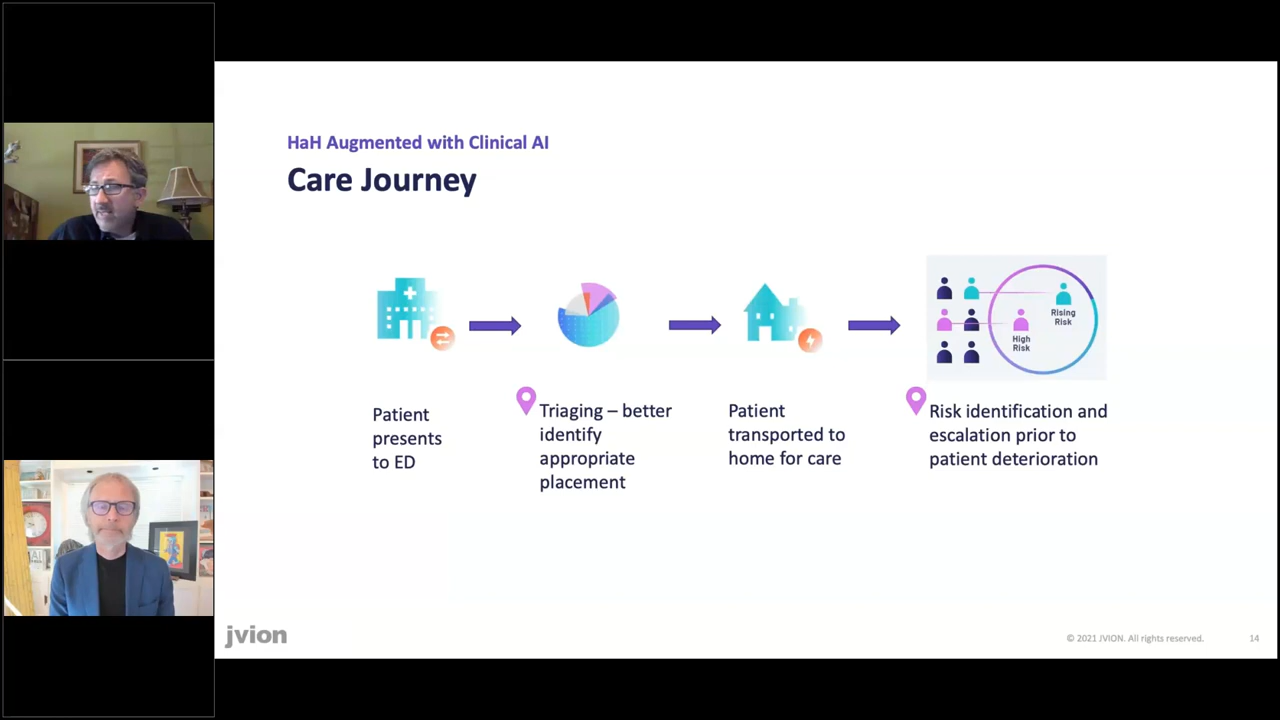 HaH Augmented with Clinical AI
Care Journey
Rising
Risk
High
Risk
Patient
presents
to ED
Triaging – better
identify
appropriate
placement
Patient
transported to
home for care
Risk identification and
escalation prior to
patient deterioration
jvion
© 2021 JVION. All rights reserved.
14